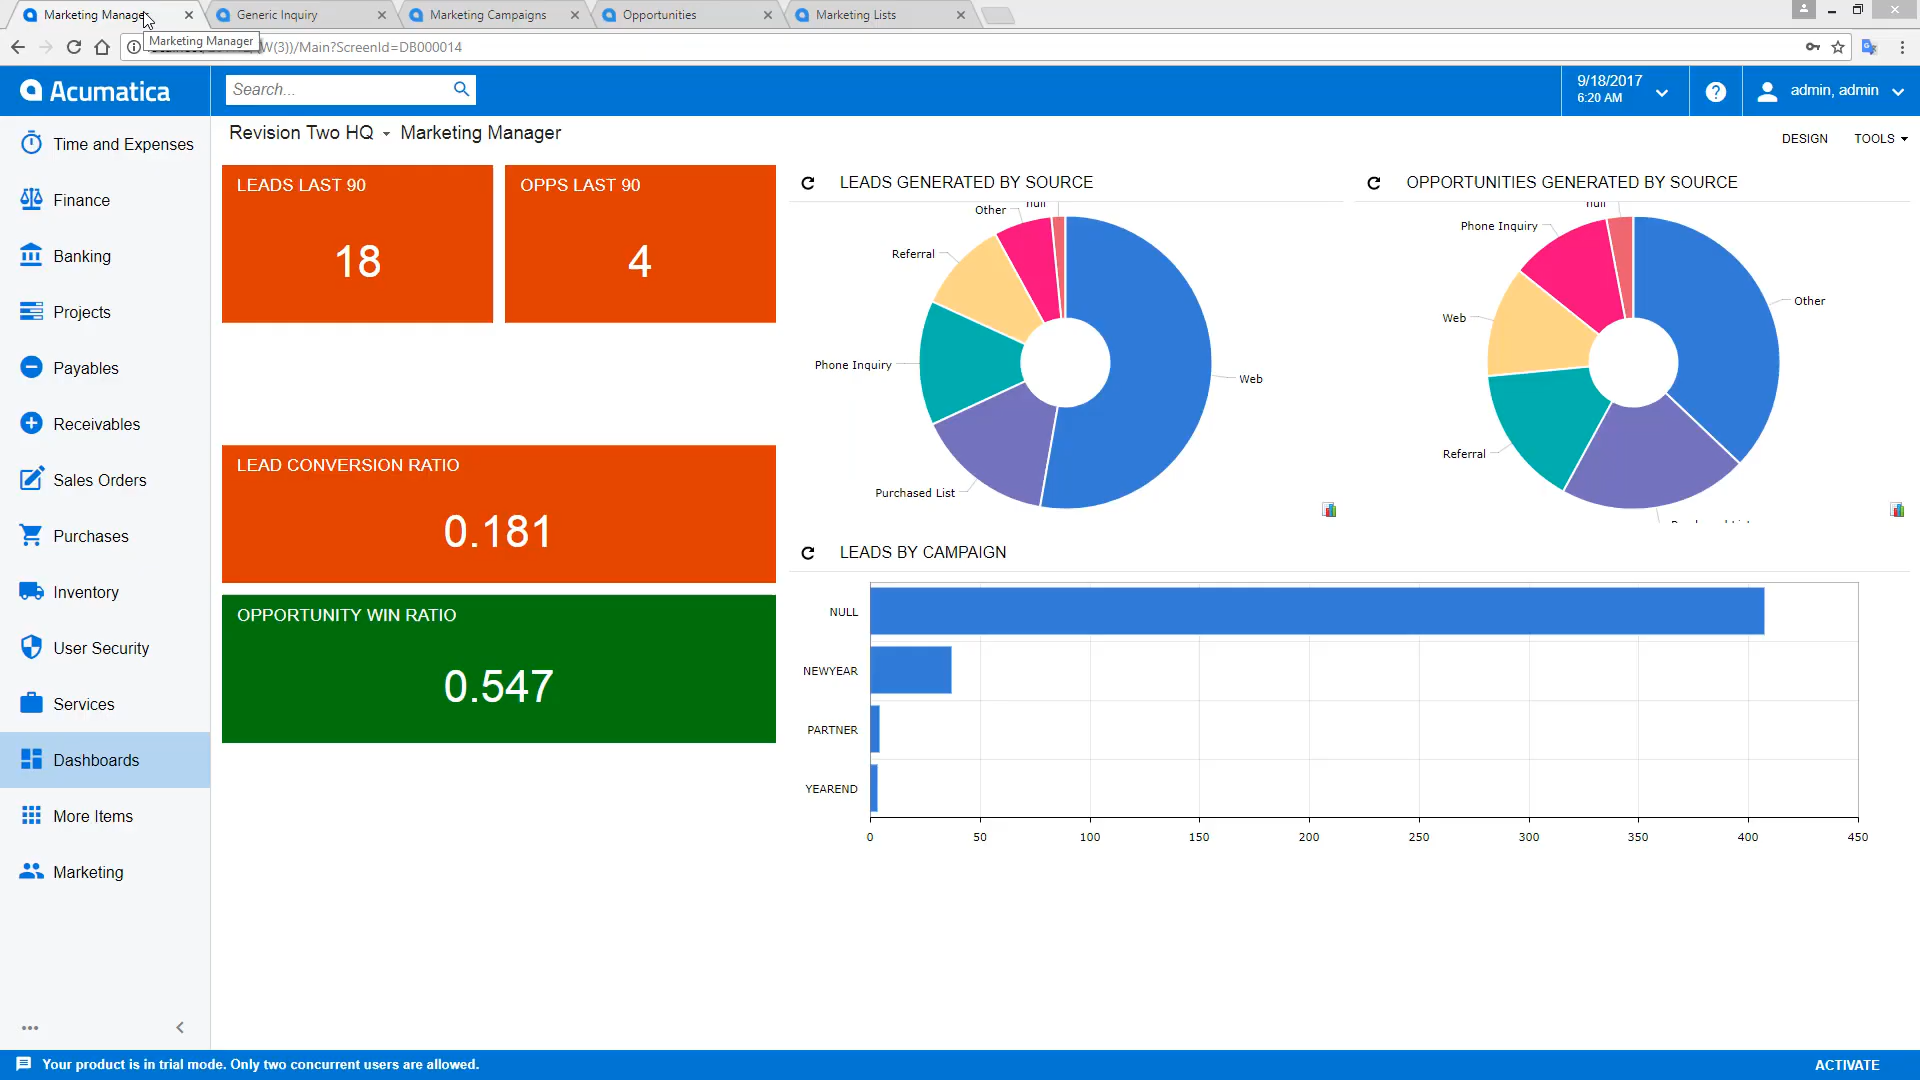 Marketing Manage
Generic Inquiry
Marketing Campaigns
Opportunities
Marketing Lists
Marketing Manager
W(3))/Main?ScreenId=DB000014
Acumatica
Search...
9/18/2017
6:20 AM
admin, admin
Revision Two HQ
Marketing Manager
DESIGN
TOOLS
Time and Expenses
Finance
Banking
Projects
Payables
Receivables
Sales Orders
Purchases
Inventory
User Security
Services
Dashboards
More Items
Marketing
LEADS LAST 90
18
OPPS LAST 90
4
LEAD CONVERSION RATIO
0.181
OPPORTUNITY WIN RATIO
0.547
LEADS GENERATED BY SOURCE
null
Other
Referral
Phone Inquiry
Web
Purchased List
OPPORTUNITIES GENERATED BY SOURCE
null
Phone Inquiry
Other
Web
Referral
LEADS BY CAMPAIGN
NULL
NEWYEAR
PARTNER
YEAREND
0 50 100 150 200 250 300 350 400 450
Your product is in trial mode. Only two concurrent users are allowed.
ACTIVATE